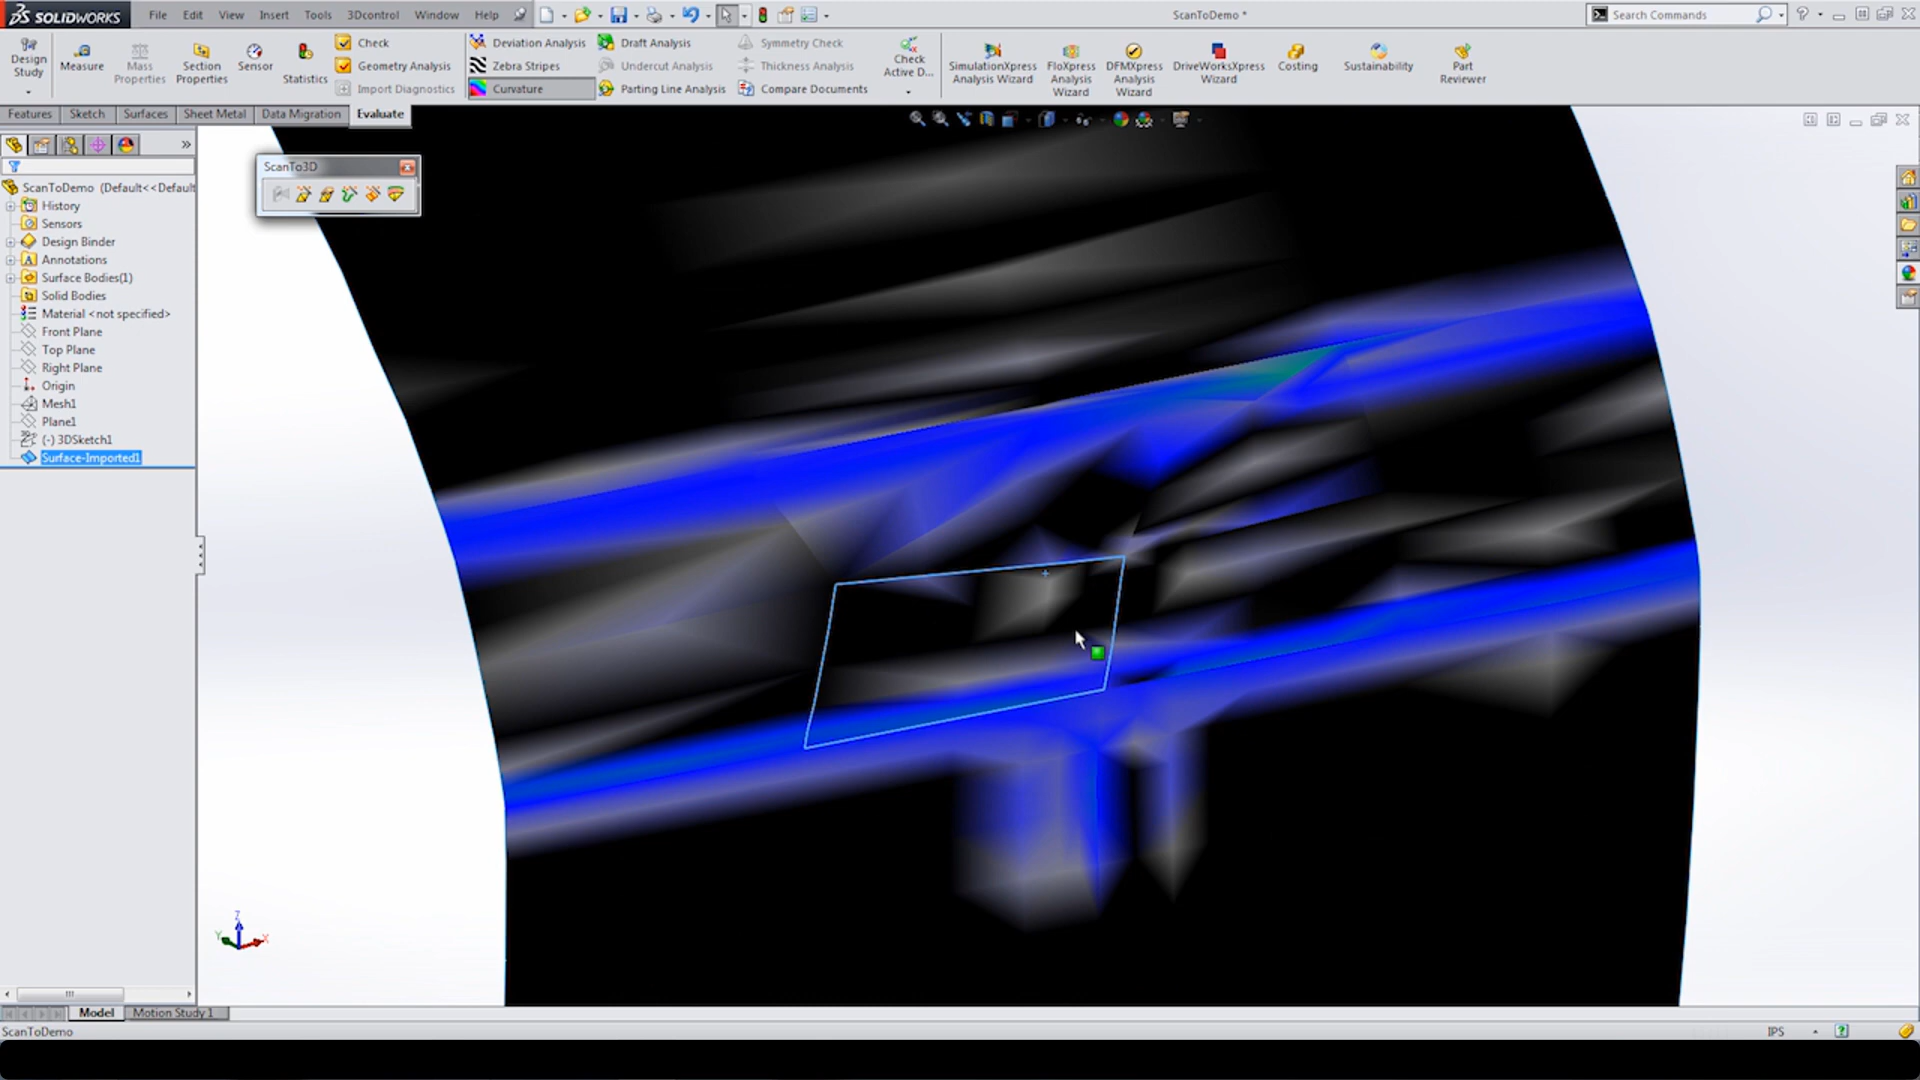 SOLIDWORKS File Edit View Insert Tools 3Dcontrol Window Help ScanToDemo * Search Commands
Design Study
Measure
Mass Properties
Section Properties
Sensor
Statistics
Check
Geometry Analysis
Import Diagnostics
Deviation Analysis
Zebra Stripes
Curvature
Draft Analysis
Undercut Analysis
Parting Line Analysis
Symmetry Check
Thickness Analysis
Compare Documents
Check Active D...
SimulationXpress Analysis Wizard
FloXpress Analysis Wizard
DFMXpress Analysis Wizard
DriveWorksXpress Wizard
Costing
Sustainability
Part Reviewer
Features Sketch Surfaces Sheet Metal Data Migration Evaluate
ScanTo3D
ScanToDemo (Default<<Default
History
Sensors
Design Binder
Annotations
Surface Bodies(1)
Solid Bodies
Material <not specified>
Front Plane
Top Plane
Right Plane
Origin
Mesh1
Plane1
(-) 3DSketch1
Surface-Imported1
Z
Y
X
Model Motion Study 1
ScanToDemo IPS